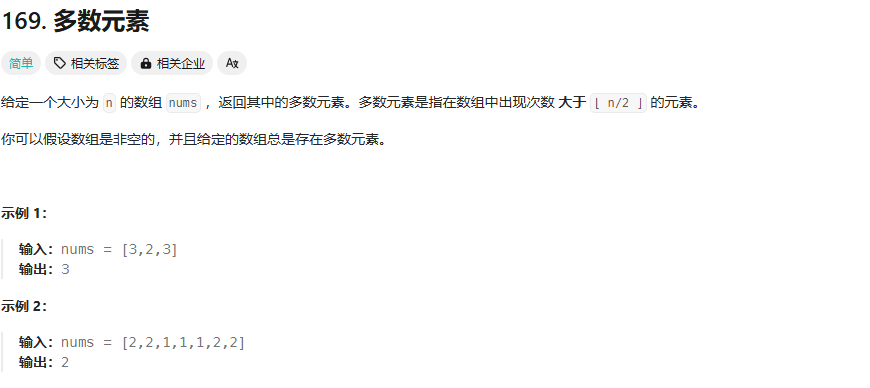 169. 多数元素
简单 相关标签 相关企业 A文
给定一个大小为 n 的数组 nums ，返回其中的多数元素。多数元素是指在数组中出现次数 大于 ⌊ n/2 ⌋ 的元素。
你可以假设数组是非空的，并且给定的数组总是存在多数元素。
示例 1：
输入：nums = [3,2,3]
输出：3
示例 2：
输入：nums = [2,2,1,1,1,2,2]
输出：2